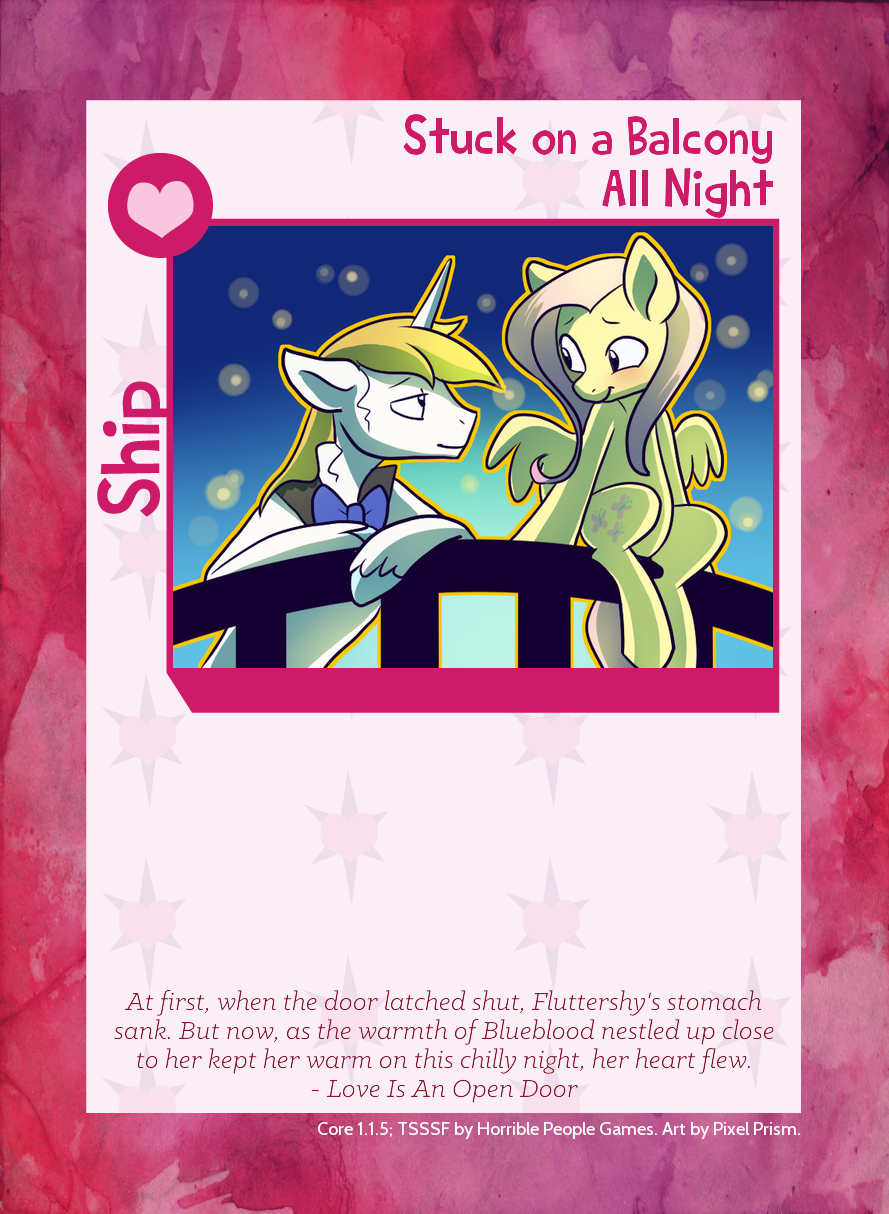 Stuck on a Balcony
All Night
Ship
At first, when the door latched shut, Fluttershy's stomach
sank. But now, as the warmth of Blueblood nestled up close
to her kept her warm on this chilly night, her heart flew.
- Love Is An Open Door
Core 1.1.5; TSSSF by Horrible People Games. Art by Pixel Prism.